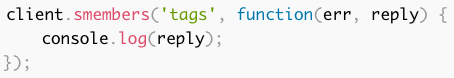 client.smembers('tags', function(err, reply) {
    console.log(reply);
});